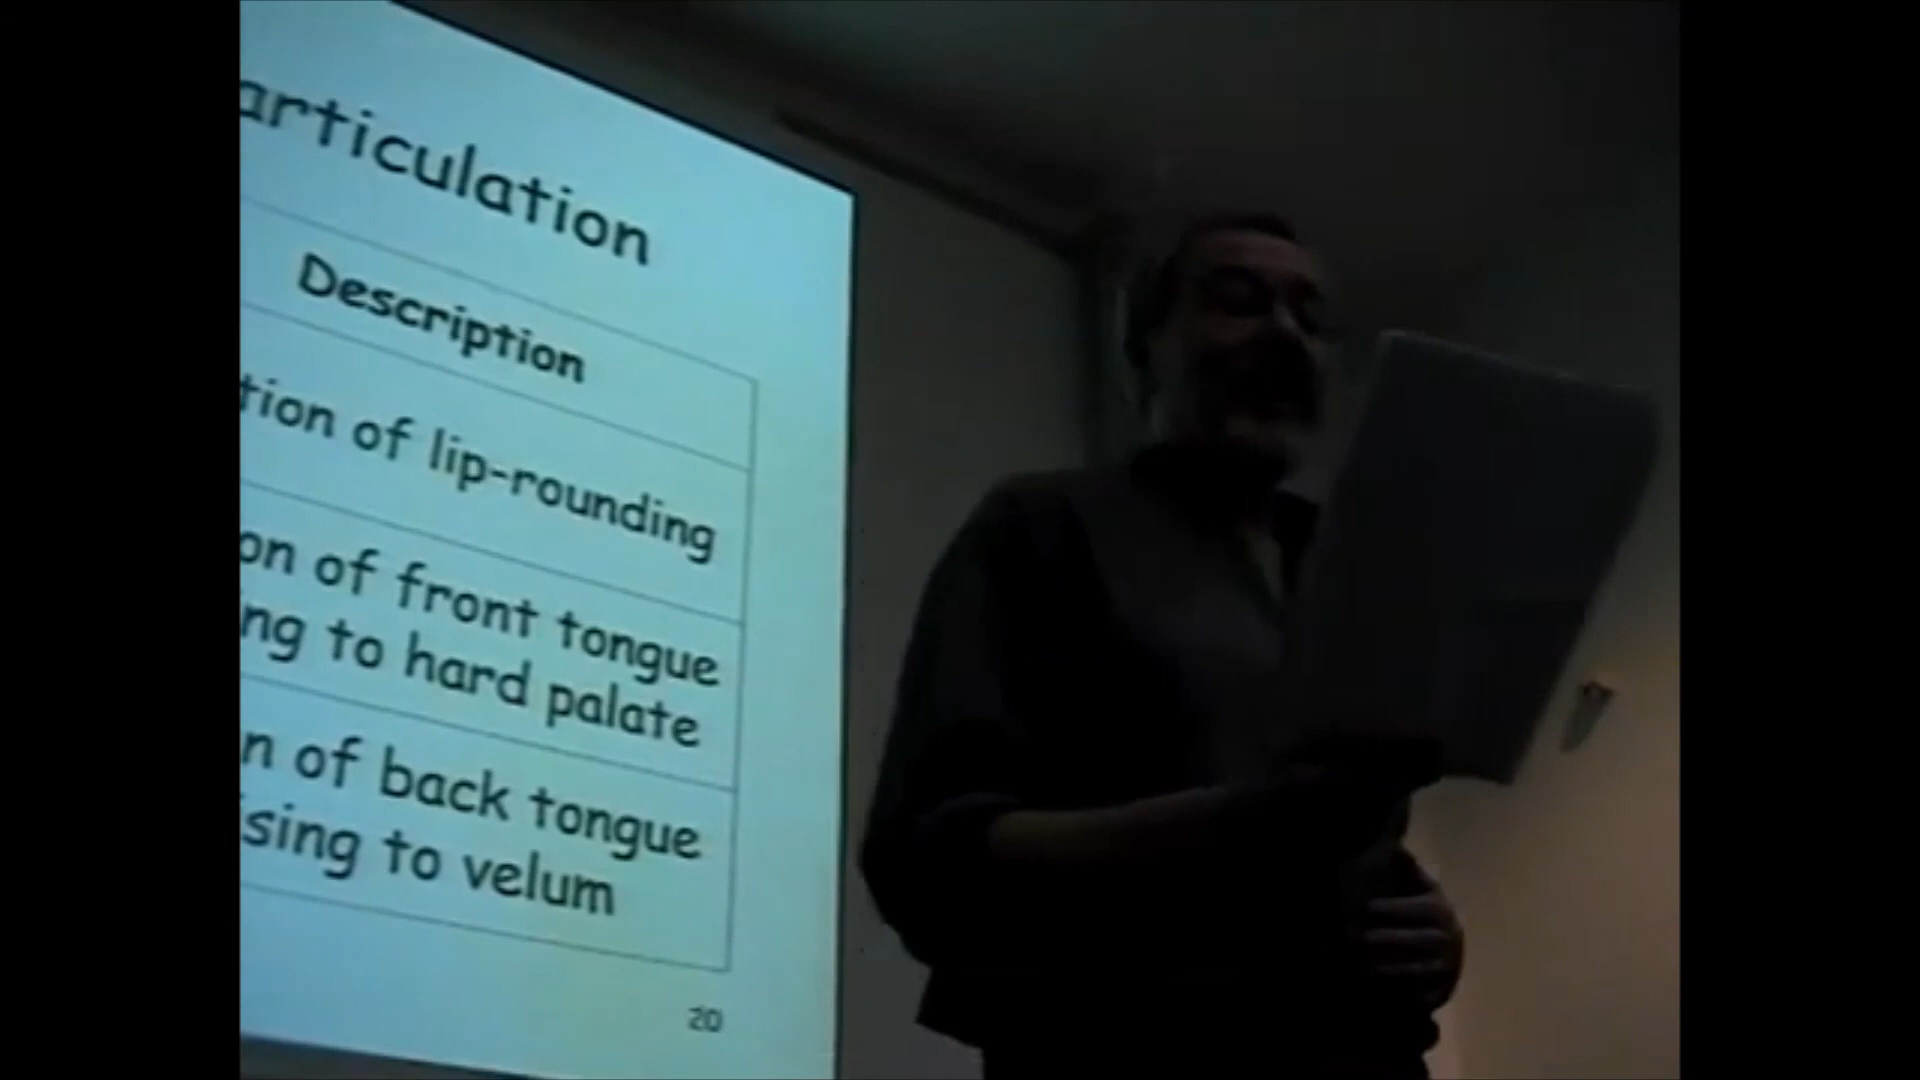 articulation
Description
tion of lip-rounding
on of front tongue
ng to hard palate
n of back tongue
ising to velum
20